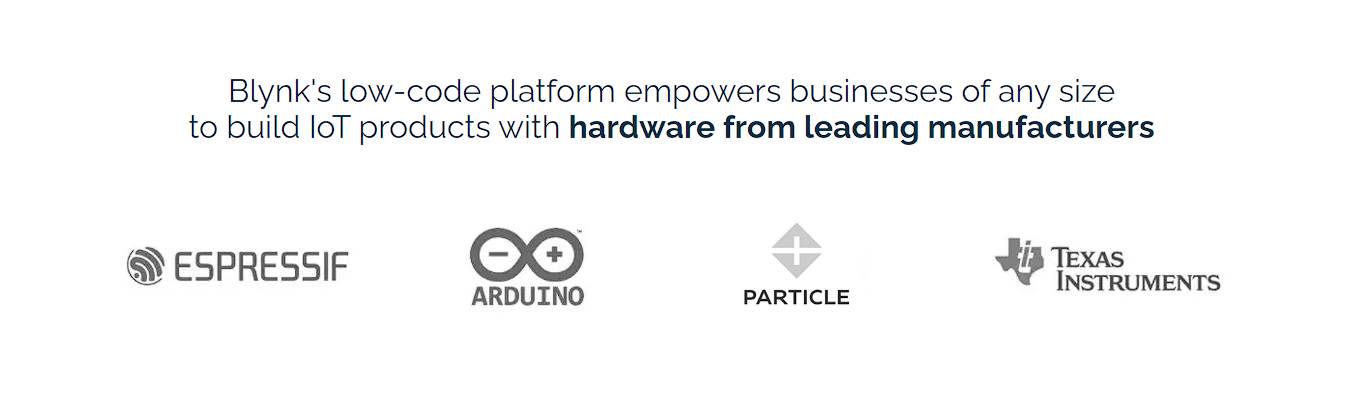 Blynk's low-code platform empowers businesses of any size
to build IoT products with hardware from leading manufacturers
ESPRESSIF
ARDUINO
™
PARTICLE
TEXAS
INSTRUMENTS